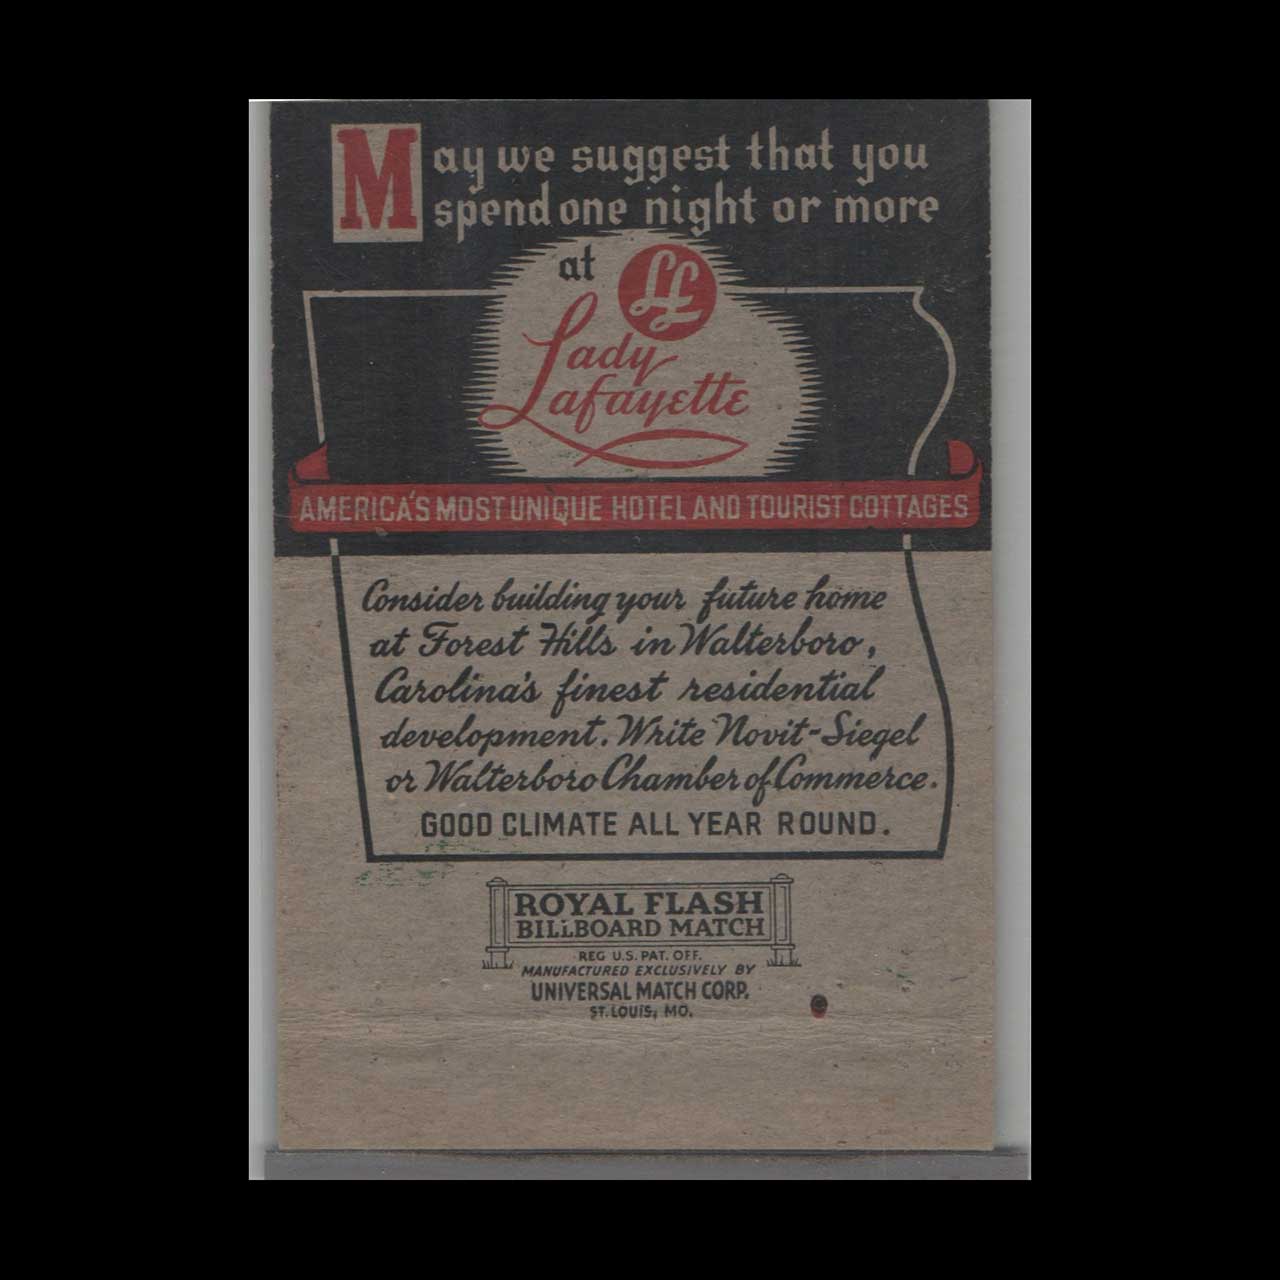 May we suggest that you
spend one night or more
at LL
Lady
Lafayette
AMERICA'S MOST UNIQUE HOTEL AND TOURIST COTTAGES
Consider building your future home
at Forest Hills in Walterboro,
Carolina's finest residential
development. Write Novit-Siegel
or Walterboro Chamber of Commerce.
GOOD CLIMATE ALL YEAR ROUND.
ROYAL FLASH
BILLBOARD MATCH
REG U.S. PAT. OFF.
MANUFACTURED EXCLUSIVELY BY
UNIVERSAL MATCH CORP.
ST. LOUIS, MO.